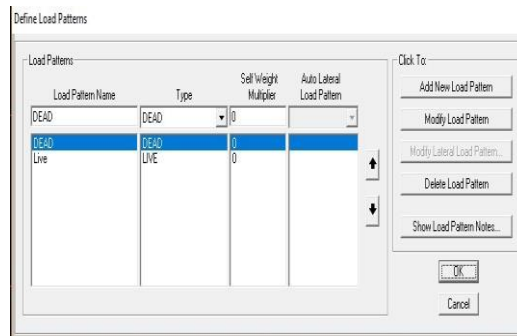 Define Load Patterns
Load Patterns
Click To:
Load Pattern Name Type Self Weight Multiplier Auto Lateral Load Pattern
DEAD DEAD 0
DEAD DEAD 0
Live LIVE 0
Add New Load Pattern
Modify Load Pattern
Modify Lateral Load Pattern...
Delete Load Pattern
Show Load Pattern Notes...
OK
Cancel